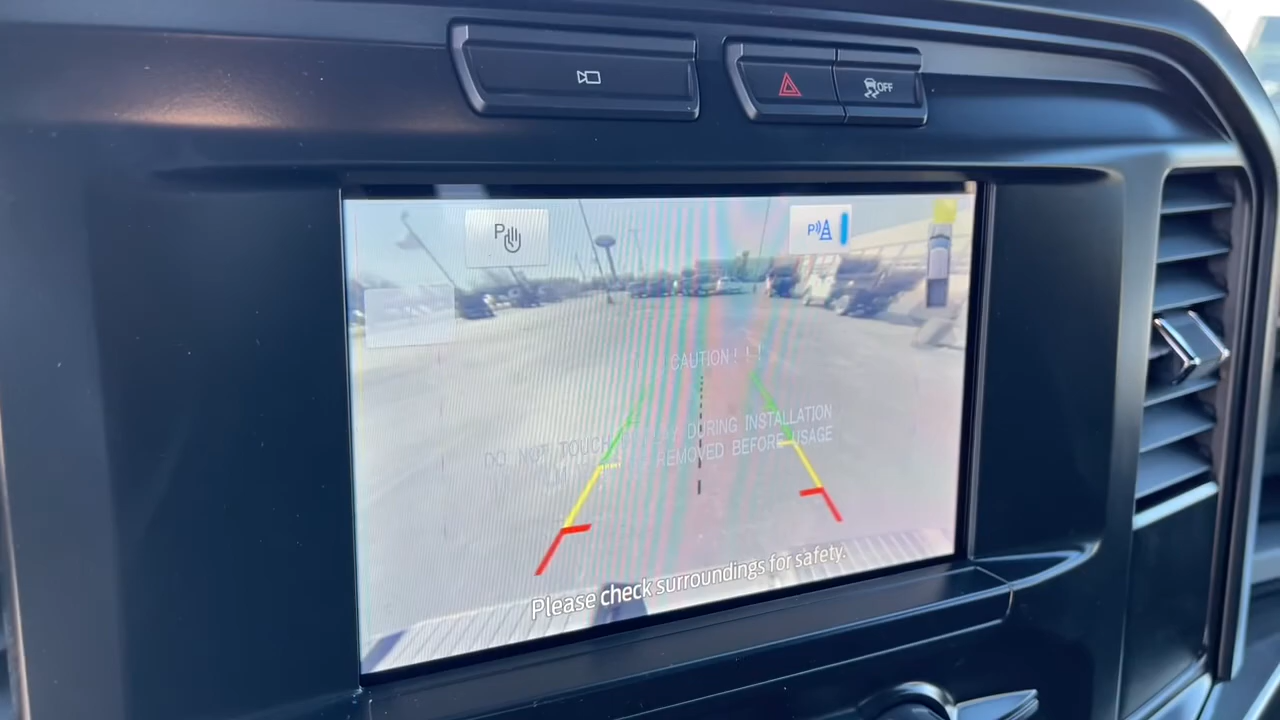 OFF
P
P
CAUTION ! ! !
DO NOT TOUCH DURING INSTALLATION
REMOVED BEFORE USAGE
Please check surroundings for safety.